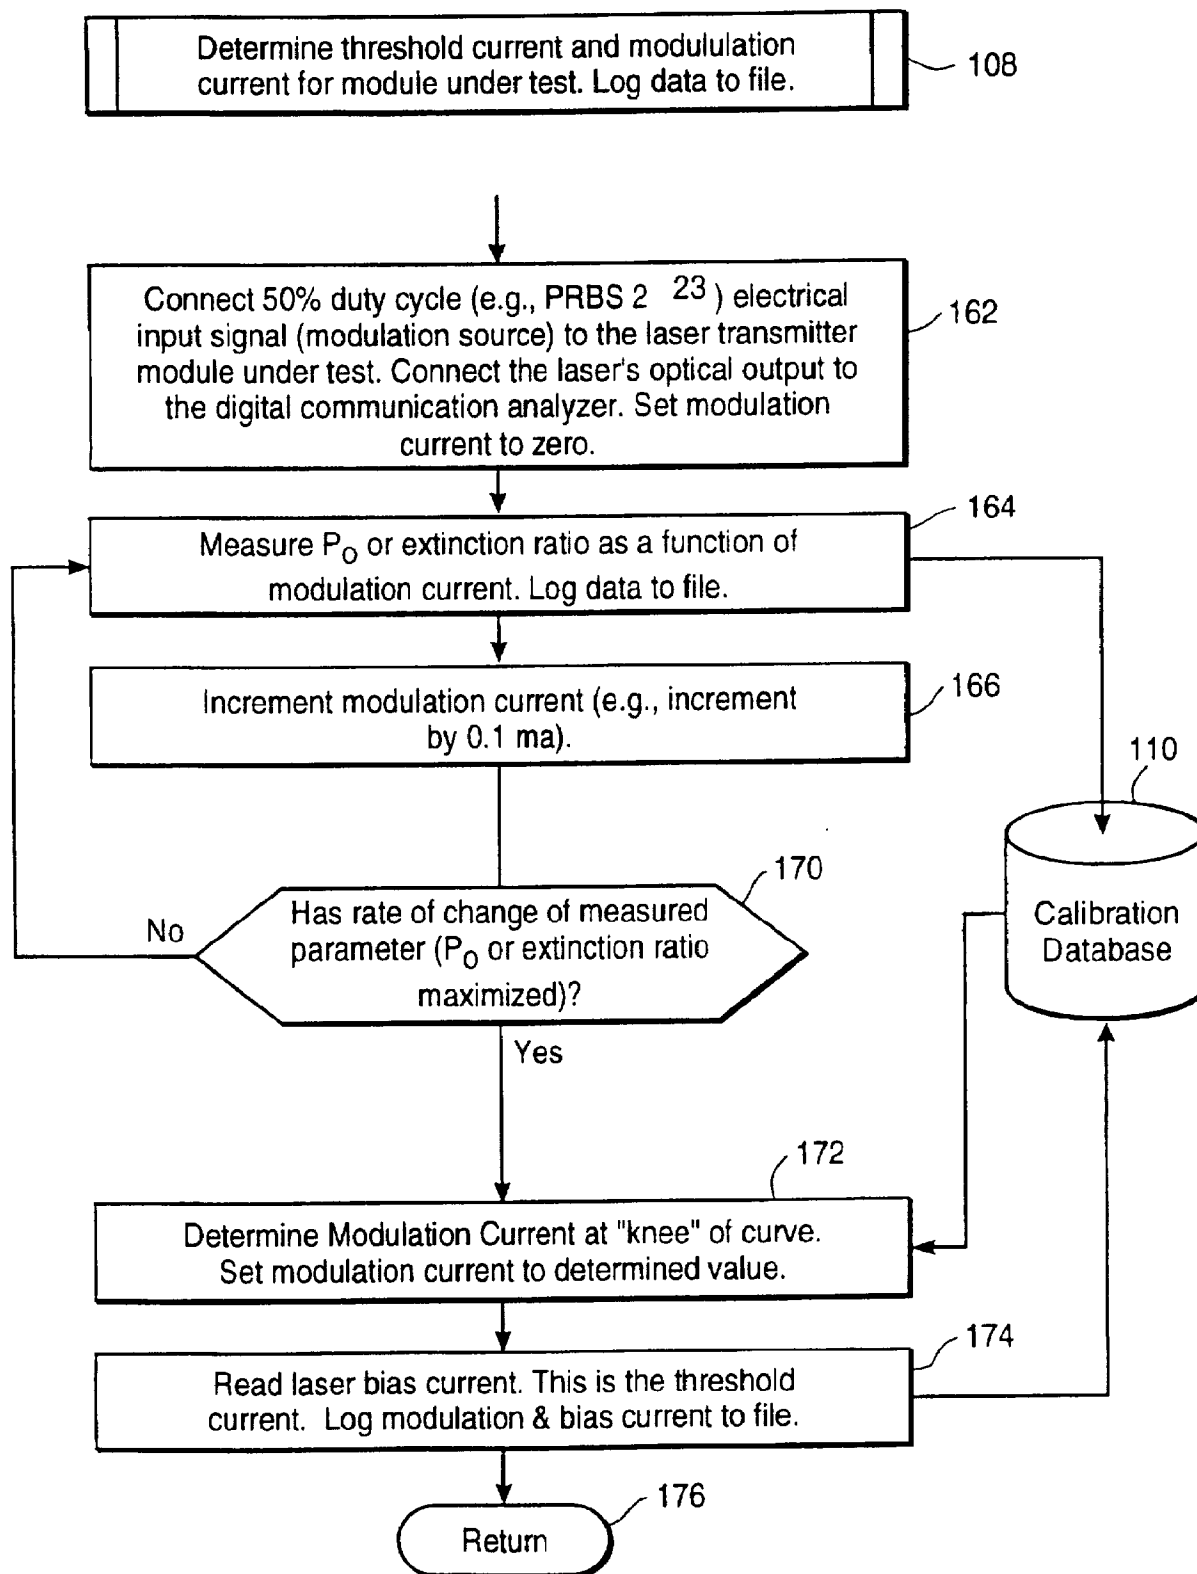 Determine threshold current and modululation
current for module under test. Log data to file.
108
Connect 50% duty cycle (e.g., PRBS 2 23 ) electrical
input signal (modulation source) to the laser transmitter
module under test. Connect the laser's optical output to
the digital communication analyzer. Set modulation
current to zero.
162
164
Measure Po or extinction ratio as a function of
modulation current. Log data to file.
Increment modulation current (e.g., increment
by 0.1 ma).
166
110
Calibration
Database
170
Has rate of change of measured
parameter (Po or extinction ratio
maximized)?
No
Yes
172
Determine Modulation Current at "knee" of curve.
Set modulation current to determined value.
174
Read laser bias current. This is the threshold
current. Log modulation & bias current to file.
176
Return